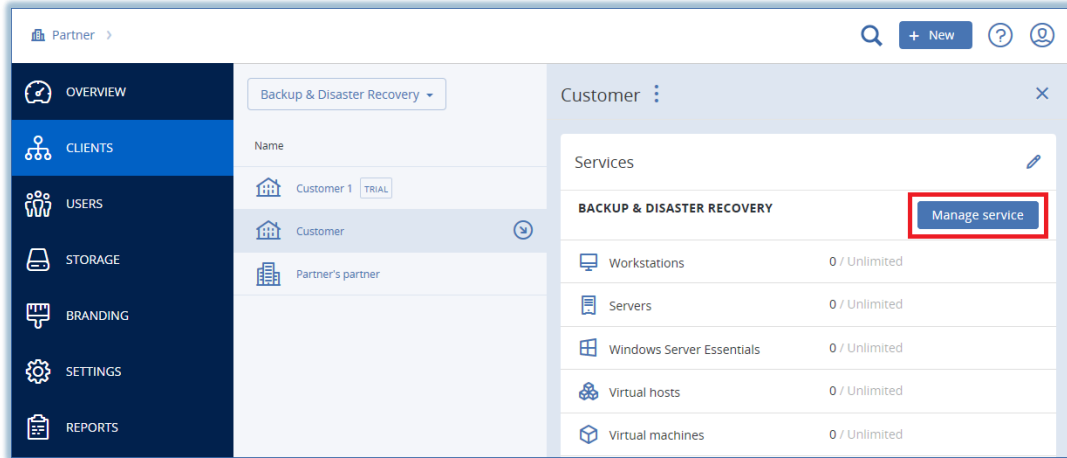 Partner >
+ New
?
OVERVIEW
CLIENTS
USERS
STORAGE
BRANDING
SETTINGS
REPORTS
Backup & Disaster Recovery
Name
Customer 1 TRIAL
Customer
Partner's partner
Customer
Services
BACKUP & DISASTER RECOVERY
Manage service
Workstations 0 / Unlimited
Servers 0 / Unlimited
Windows Server Essentials 0 / Unlimited
Virtual hosts 0 / Unlimited
Virtual machines 0 / Unlimited